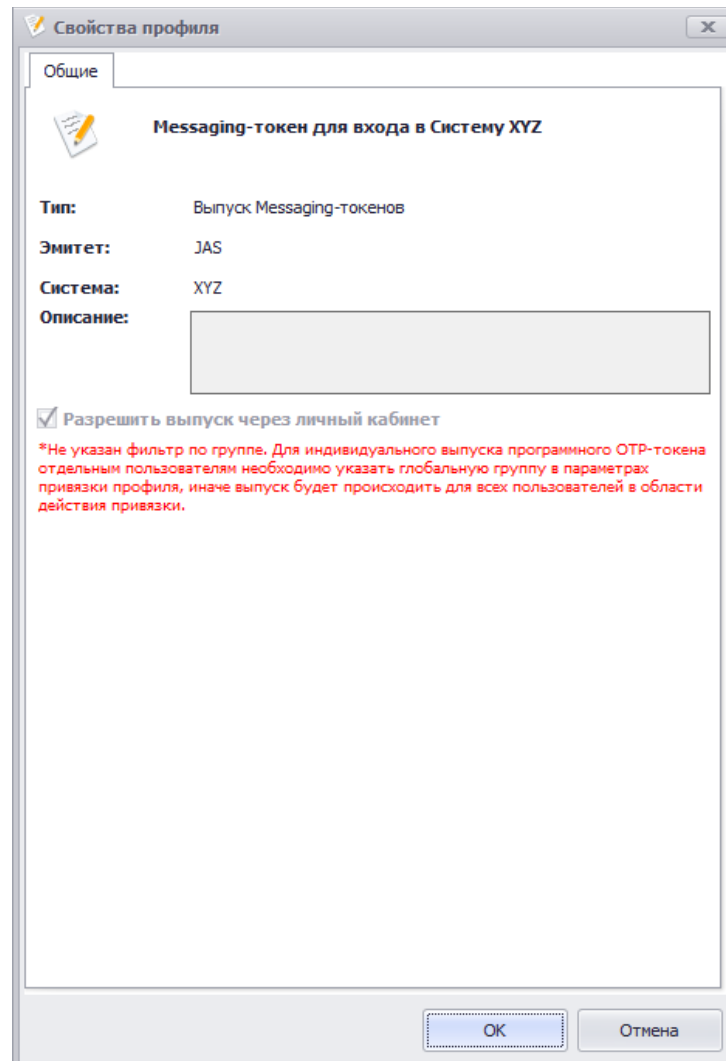 Свойства профиля
Общие
Messaging-токен для входа в Систему XYZ
Тип: Выпуск Messaging-токенов
Эмитет: JAS
Система: XYZ
Описание:
Разрешить выпуск через личный кабинет
*Не указан фильтр по группе. Для индивидуального выпуска программного OTP-токена
отдельным пользователям необходимо указать глобальную группу в параметрах
привязки профиля, иначе выпуск будет происходить для всех пользователей в области
действия привязки.
OK Отмена